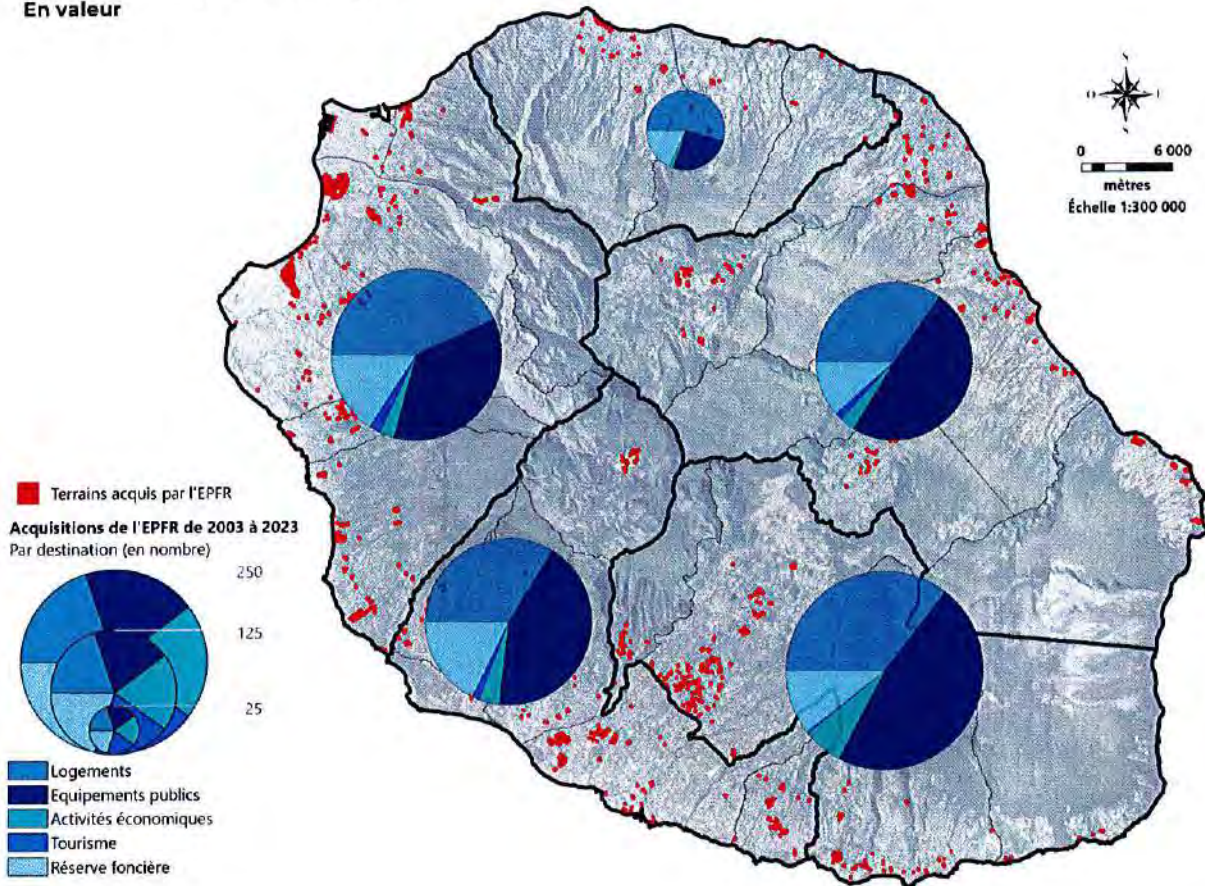 En valeur
O
N
S
0 6 000
mètres
Échelle 1:300 000
Terrains acquis par l'EPFR
Acquisitions de l'EPFR de 2003 à 2023
Par destination (en nombre)
250
125
25
Logements
Equipements publics
Activités économiques
Tourisme
Réserve foncière